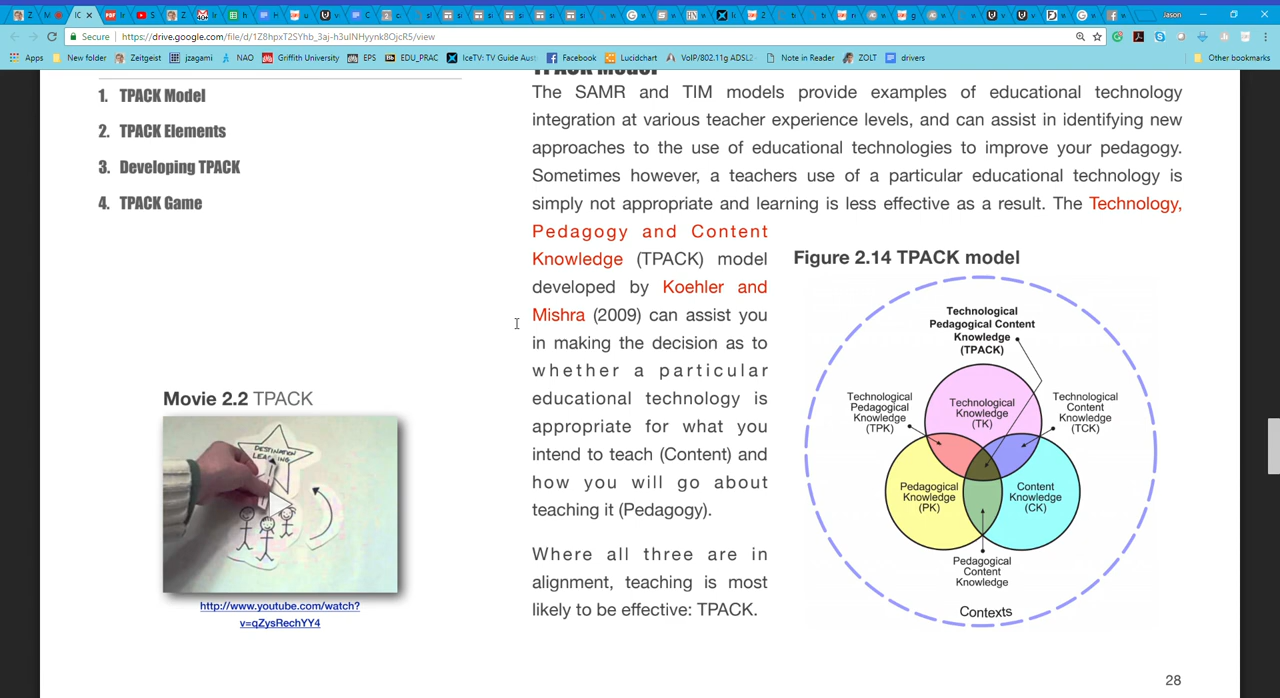 Jason
Secure
https://drive.google.com/file/d/1Z8hpxT2SYhb_3aj-h3ulNHyynk8OjcR5/view
Apps
New folder
Zeitgeist
jzagami
NAO
Griffith University
EPS
EDU_PRAC
IceTV: TV Guide Aust
Facebook
Lucidchart
VoIP/802.11g ADSL2
Note in Reader
ZOLT
drivers
Other bookmarks
1. TPACK Model
2. TPACK Elements
3. Developing TPACK
4. TPACK Game
Movie 2.2 TPACK
DESTINATION
http://www.youtube.com/watch?
v=qZysRechYY4
TPACK Model
The SAMR and TIM models provide examples of educational technology
integration at various teacher experience levels, and can assist in identifying new
approaches to the use of educational technologies to improve your pedagogy.
Sometimes however, a teachers use of a particular educational technology is
simply not appropriate and learning is less effective as a result. The Technology,
Pedagogy and Content
Knowledge (TPACK) model
developed by Koehler and
Mishra (2009) can assist you
in making the decision as to
whether a particular
educational technology is
appropriate for what you
intend to teach (Content) and
how you will go about
teaching it (Pedagogy).
Where all three are in
alignment, teaching is most
likely to be effective: TPACK.
Figure 2.14 TPACK model
Technological
Pedagogical Content
Knowledge
(TPACK)
Technological
Pedagogical
Knowledge
(TPK)
Technological
Knowledge
(TK)
Technological
Content
Knowledge
(TCK)
Pedagogical
Knowledge
(PK)
Content
Knowledge
(CK)
Pedagogical
Content
Knowledge
Contexts
28